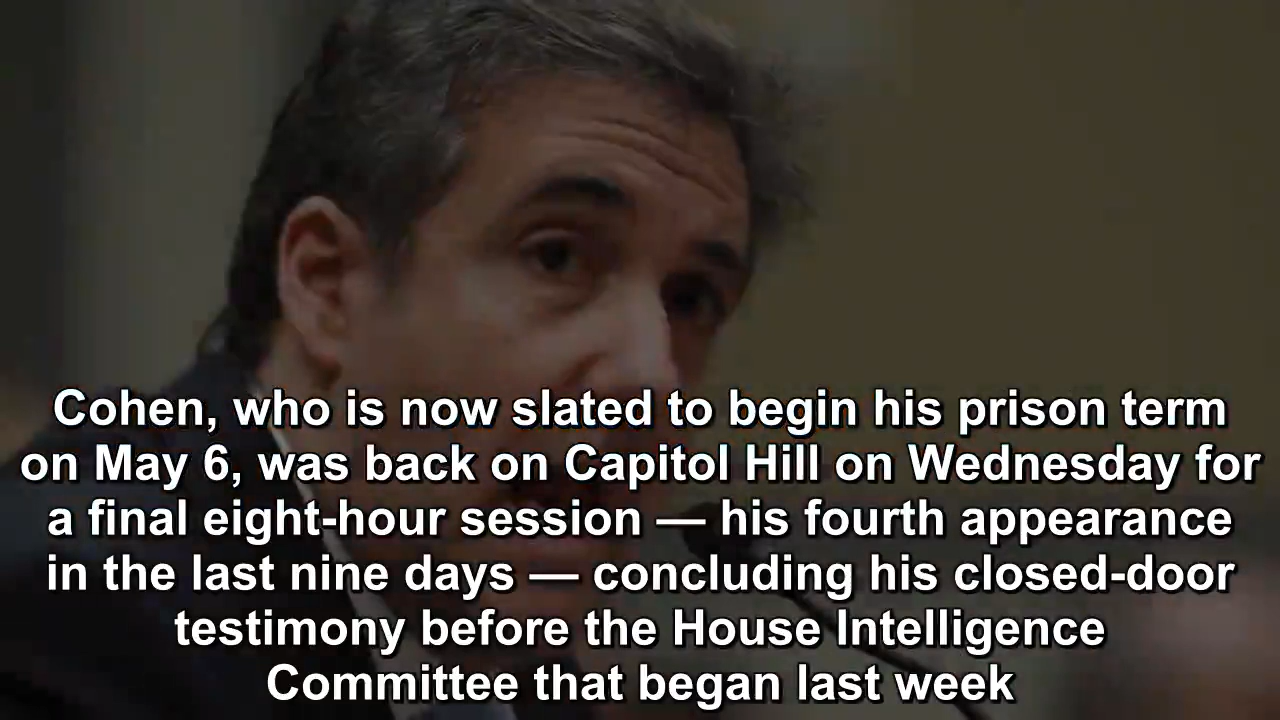 Cohen, who is now slated to begin his prison term
on May 6, was back on Capitol Hill on Wednesday for
a final eight-hour session — his fourth appearance
in the last nine days — concluding his closed-door
testimony before the House Intelligence
Committee that began last week